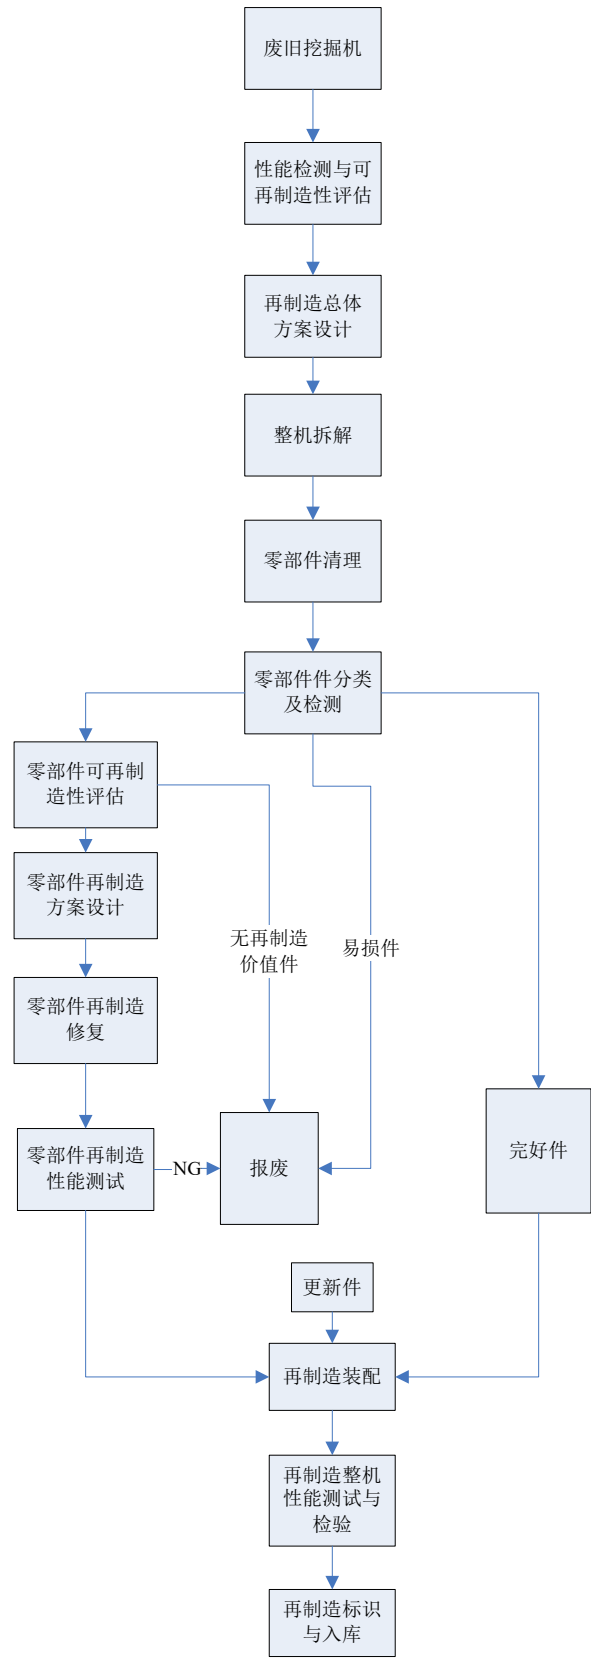 废旧挖掘机
性能检测与可
再制造性评估
再制造总体
方案设计
整机拆解
零部件清理
零部件件分类
及检测
零部件可再制
造性评估
零部件再制造
方案设计
无再制造
价值件
易损件
零部件再制造
修复
零部件再制造
性能测试
NG
报废
完好件
更新件
再制造装配
再制造整机
性能测试与
检验
再制造标识
与入库